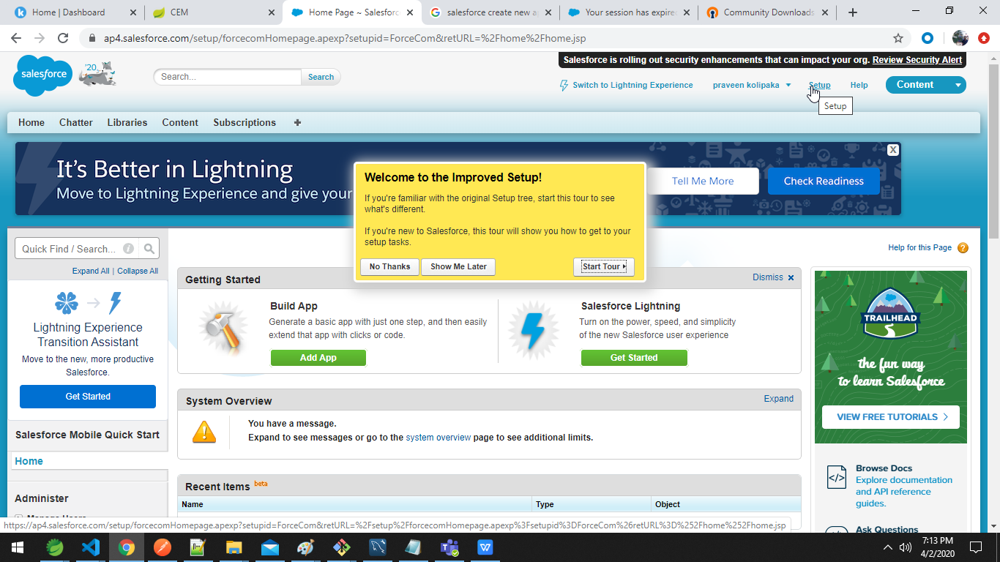 Home | Dashboard
CEM
Home Page ~ Salesforc
salesforce create new a
Your session has expire
Community Downloads
ap4.salesforce.com/setup/forcecomHomepage.apexp?setupid=ForceCom&retURL=%2Fhome%2Fhome.jsp
Salesforce is rolling out security enhancements that can impact your org. Review Security Alert
salesforce
'20
Search...
Search
Switch to Lightning Experience
praveen kolipaka
Setup
Help
Content
Setup
Home
Chatter
Libraries
Content
Subscriptions
+
It's Better in Lightning
Move to Lightning Experience and give your
Tell Me More
Check Readiness
X
Welcome to the Improved Setup!
If you're familiar with the original Setup tree, start this tour to see
what's different.
If you're new to Salesforce, this tour will show you how to get to your
setup tasks.
No Thanks
Show Me Later
Start Tour
Quick Find / Search...
Expand All | Collapse All
Lightning Experience
Transition Assistant
Move to the new, more productive
Salesforce.
Get Started
Salesforce Mobile Quick Start
Home
Administer
Manage Users
Help for this Page
Getting Started
Dismiss
Build App
Generate a basic app with just one step, and then easily
extend that app with clicks or code.
Add App
Salesforce Lightning
Turn on the power, speed, and simplicity
of the new Salesforce user experience
Get Started
System Overview
Expand
You have a message.
Expand to see messages or go to the system overview page to see additional limits.
Recent Items beta
Name
Type
Object
TRAILHEAD
the fun way
to learn Salesforce
VIEW FREE TUTORIALS
Browse Docs
Explore documentation
and API reference
guides.
Ask Questions
https://ap4.salesforce.com/setup/forcecomHomepage.apexp?setupid=ForceCom&retURL=%2Fsetup%2FforcecomHomepage.apexp%3Fsetupid%3DForceCom%26retURL%3D%252Fhome%252Fhome.jsp
7:13 PM
4/2/2020